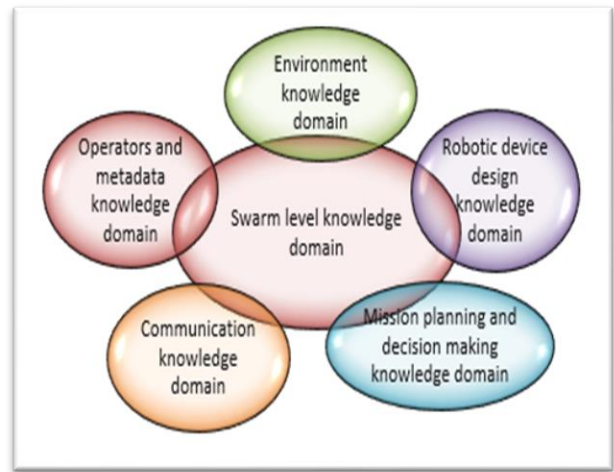 Environment
knowledge
domain
Operators and
metadata
knowledge
domain
Robotic device
design
knowledge
domain
Swarm level knowledge
domain
Communication
knowledge
domain
Mission planning and
decision making
knowledge domain